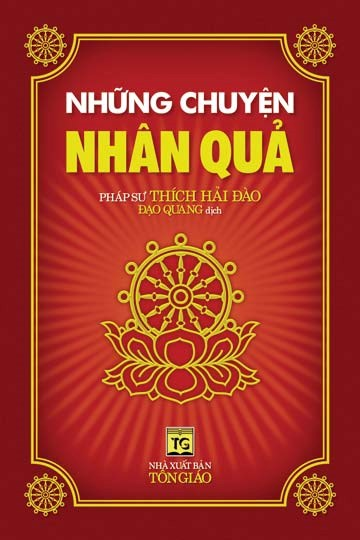 NHỮNG CHUYỆN
NHÂN QUẢ
PHÁP SƯ THÍCH HẢI ĐÀO
ĐẠO QUANG dịch
TG
NHÀ XUẤT BẢN
TÔN GIÁO